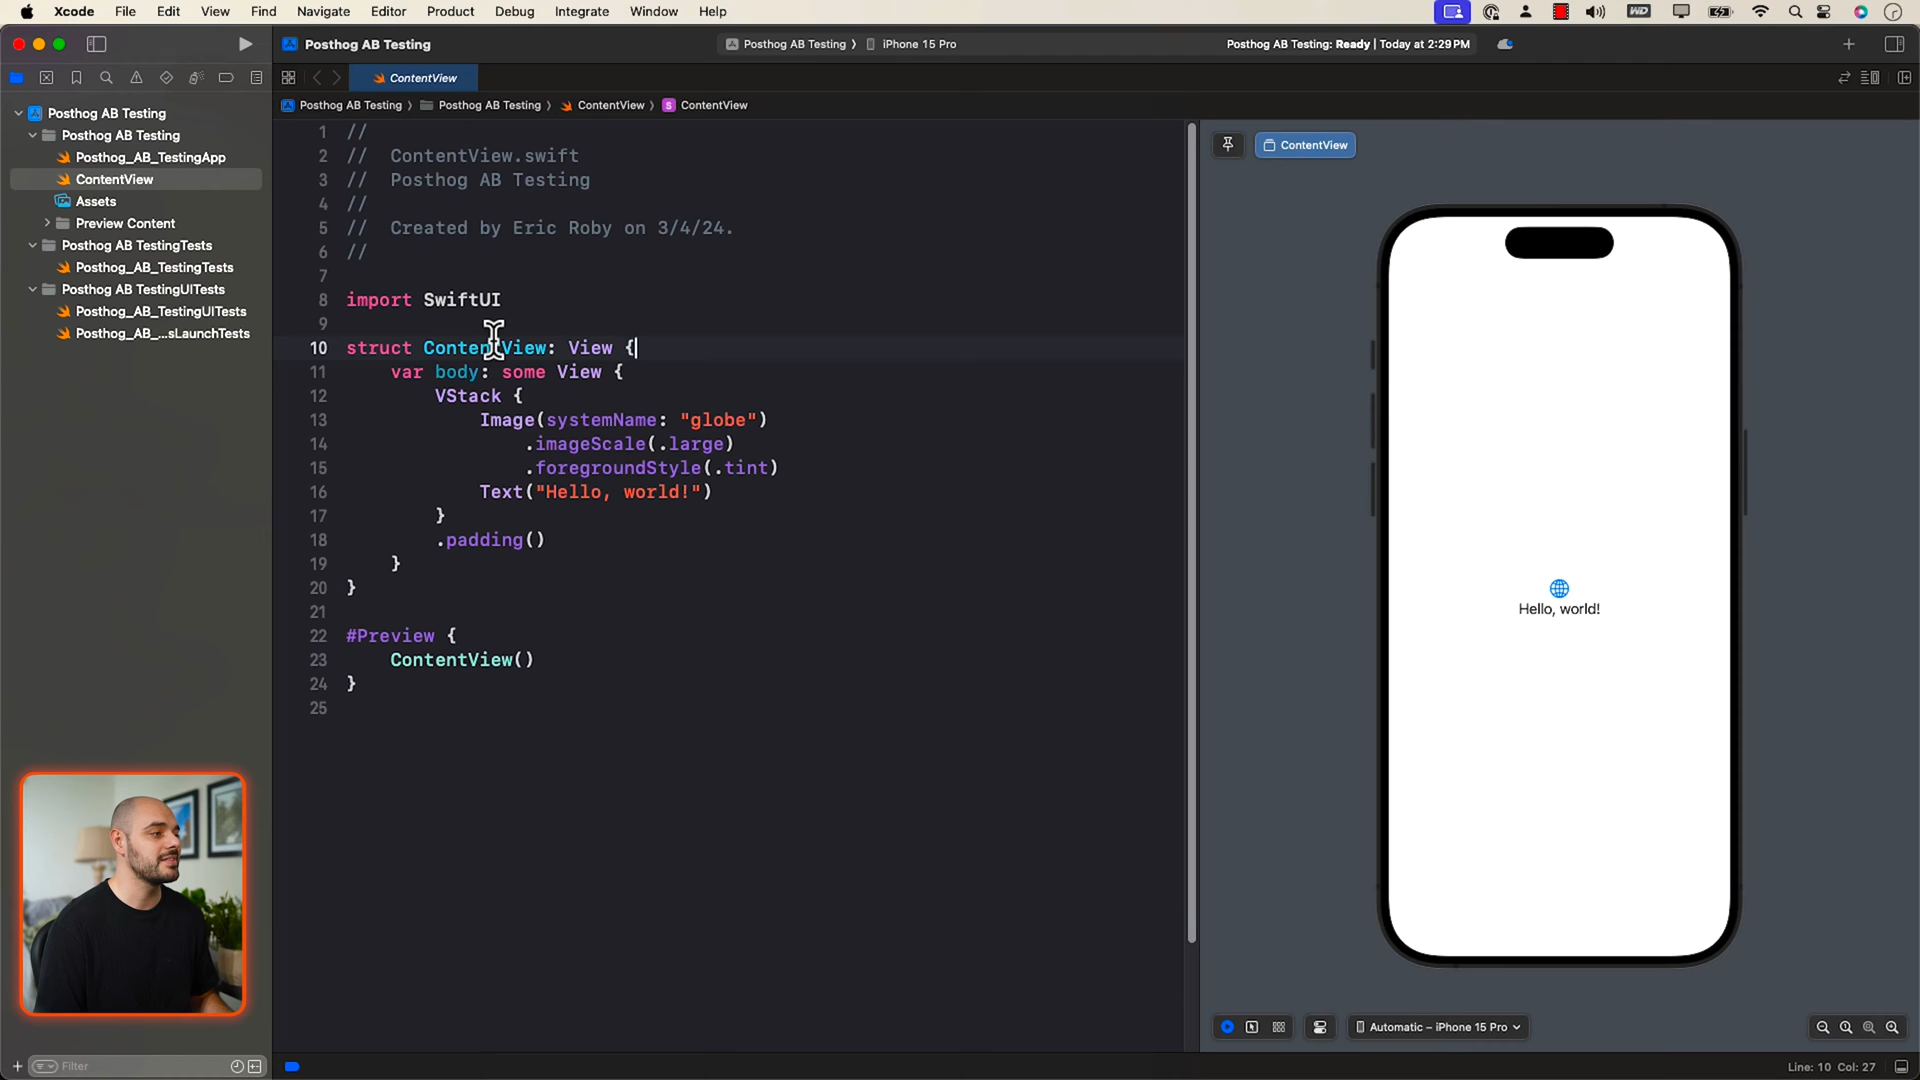 Xcode File Edit View Find Navigate Editor Product Debug Integrate Window Help
WD
Posthog AB Testing
Posthog AB Testing 〉 iPhone 15 Pro
Posthog AB Testing: Ready | Today at 2:29 PM
ContentView
Posthog AB Testing 〉 Posthog AB Testing 〉 ContentView 〉 S ContentView
Posthog AB Testing
Posthog AB Testing
Posthog_AB_TestingApp
ContentView
Assets
Preview Content
Posthog AB TestingTests
Posthog_AB_TestingTests
Posthog AB TestingUITests
Posthog_AB_TestingUITests
Posthog_AB_...sLaunchTests
Filter
1 //
2 // ContentView.swift
3 // Posthog AB Testing
4 //
5 // Created by Eric Roby on 3/4/24.
6 //
7
8 import SwiftUI
9
10 struct ContentView: View {
11 var body: some View {
12 VStack {
13 Image(systemName: "globe")
14 .imageScale(.large)
15 .foregroundStyle(.tint)
16 Text("Hello, world!")
17 }
18 .padding()
19 }
20 }
21
22 #Preview {
23 ContentView()
24 }
25
ContentView
Hello, world!
Automatic – iPhone 15 Pro
Line: 10 Col: 27